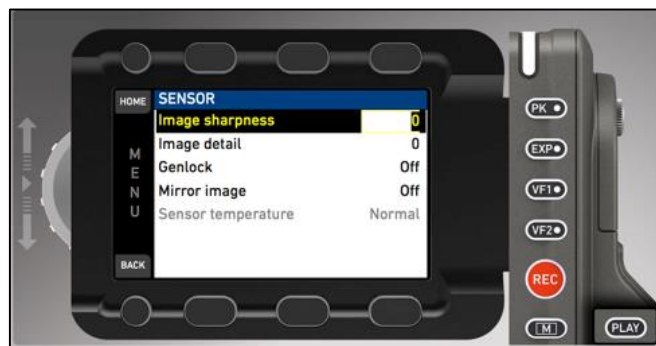 HOME SENSOR
Image sharpness 0
Image detail 0
Genlock Off
Mirror image Off
Sensor temperature Normal
MENU
BACK
PK
EXP
VF1
VF2
REC
M
PLAY